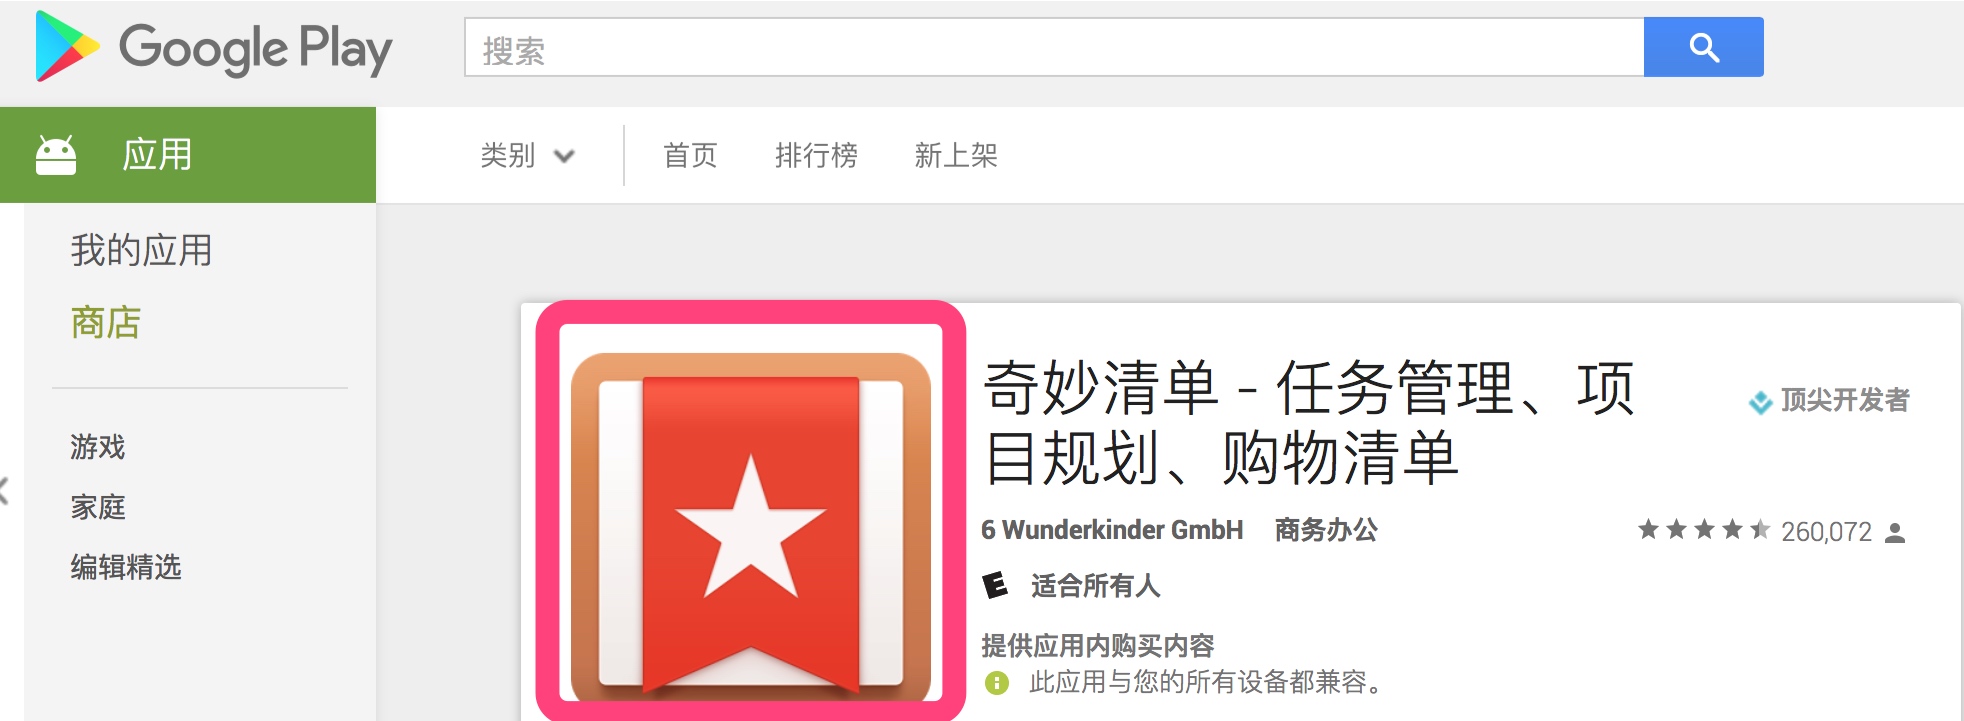 Google Play
搜索
应用
类别
首页
排行榜
新上架
我的应用
商店
游戏
家庭
编辑精选
奇妙清单 - 任务管理、项
目规划、购物清单
顶尖开发者
6 Wunderkinder GmbH 商务办公
260,072
E 适合所有人
提供应用内购买内容
此应用与您的所有设备都兼容。